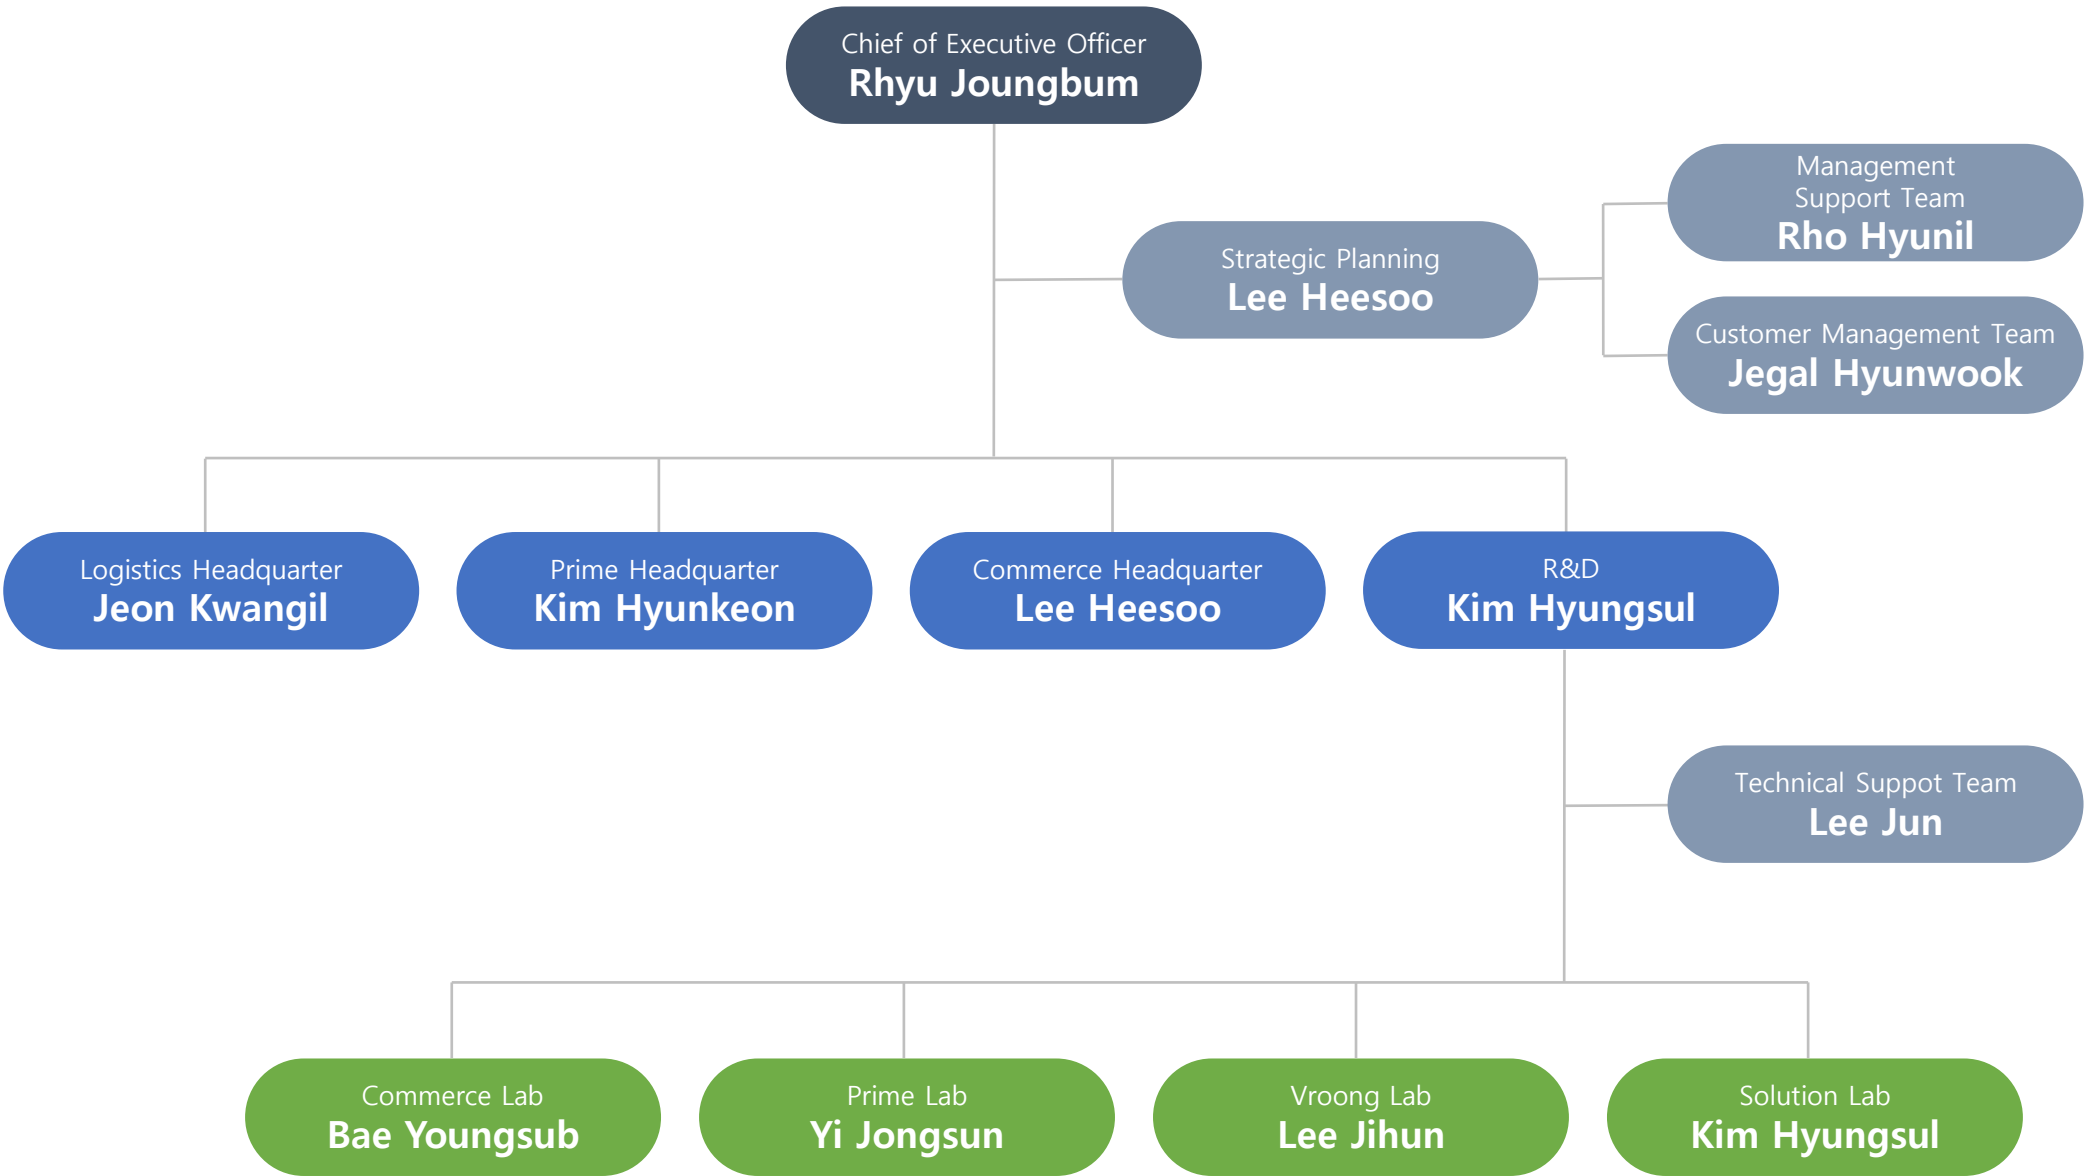 Chief of Executive Officer
Rhyu Joungbum
Management
Support Team
Rho Hyunil
Strategic Planning
Lee Heesoo
Customer Management Team
Jegal Hyunwook
Logistics Headquarter
Jeon Kwangil
Prime Headquarter
Kim Hyunkeon
Commerce Headquarter
Lee Heesoo
R&D
Kim Hyungsul
Technical Suppot Team
Lee Jun
Commerce Lab
Bae Youngsub
Prime Lab
Yi Jongsun
Vroong Lab
Lee Jihun
Solution Lab
Kim Hyungsul